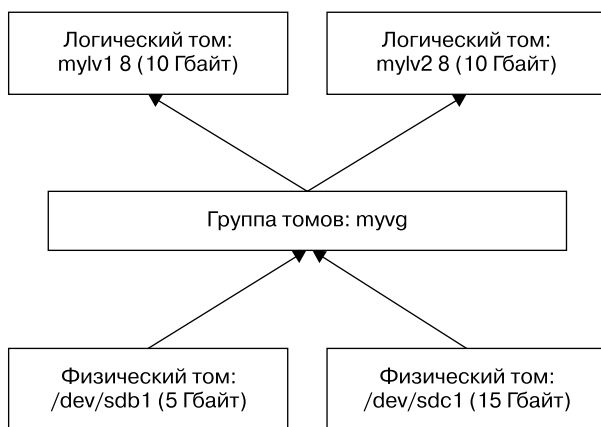 Логический том:
mylv1 8 (10 Гбайт)
Логический том:
mylv2 8 (10 Гбайт)
Группа томов: myvg
Физический том:
/dev/sdb1 (5 Гбайт)
Физический том:
/dev/sdc1 (15 Гбайт)